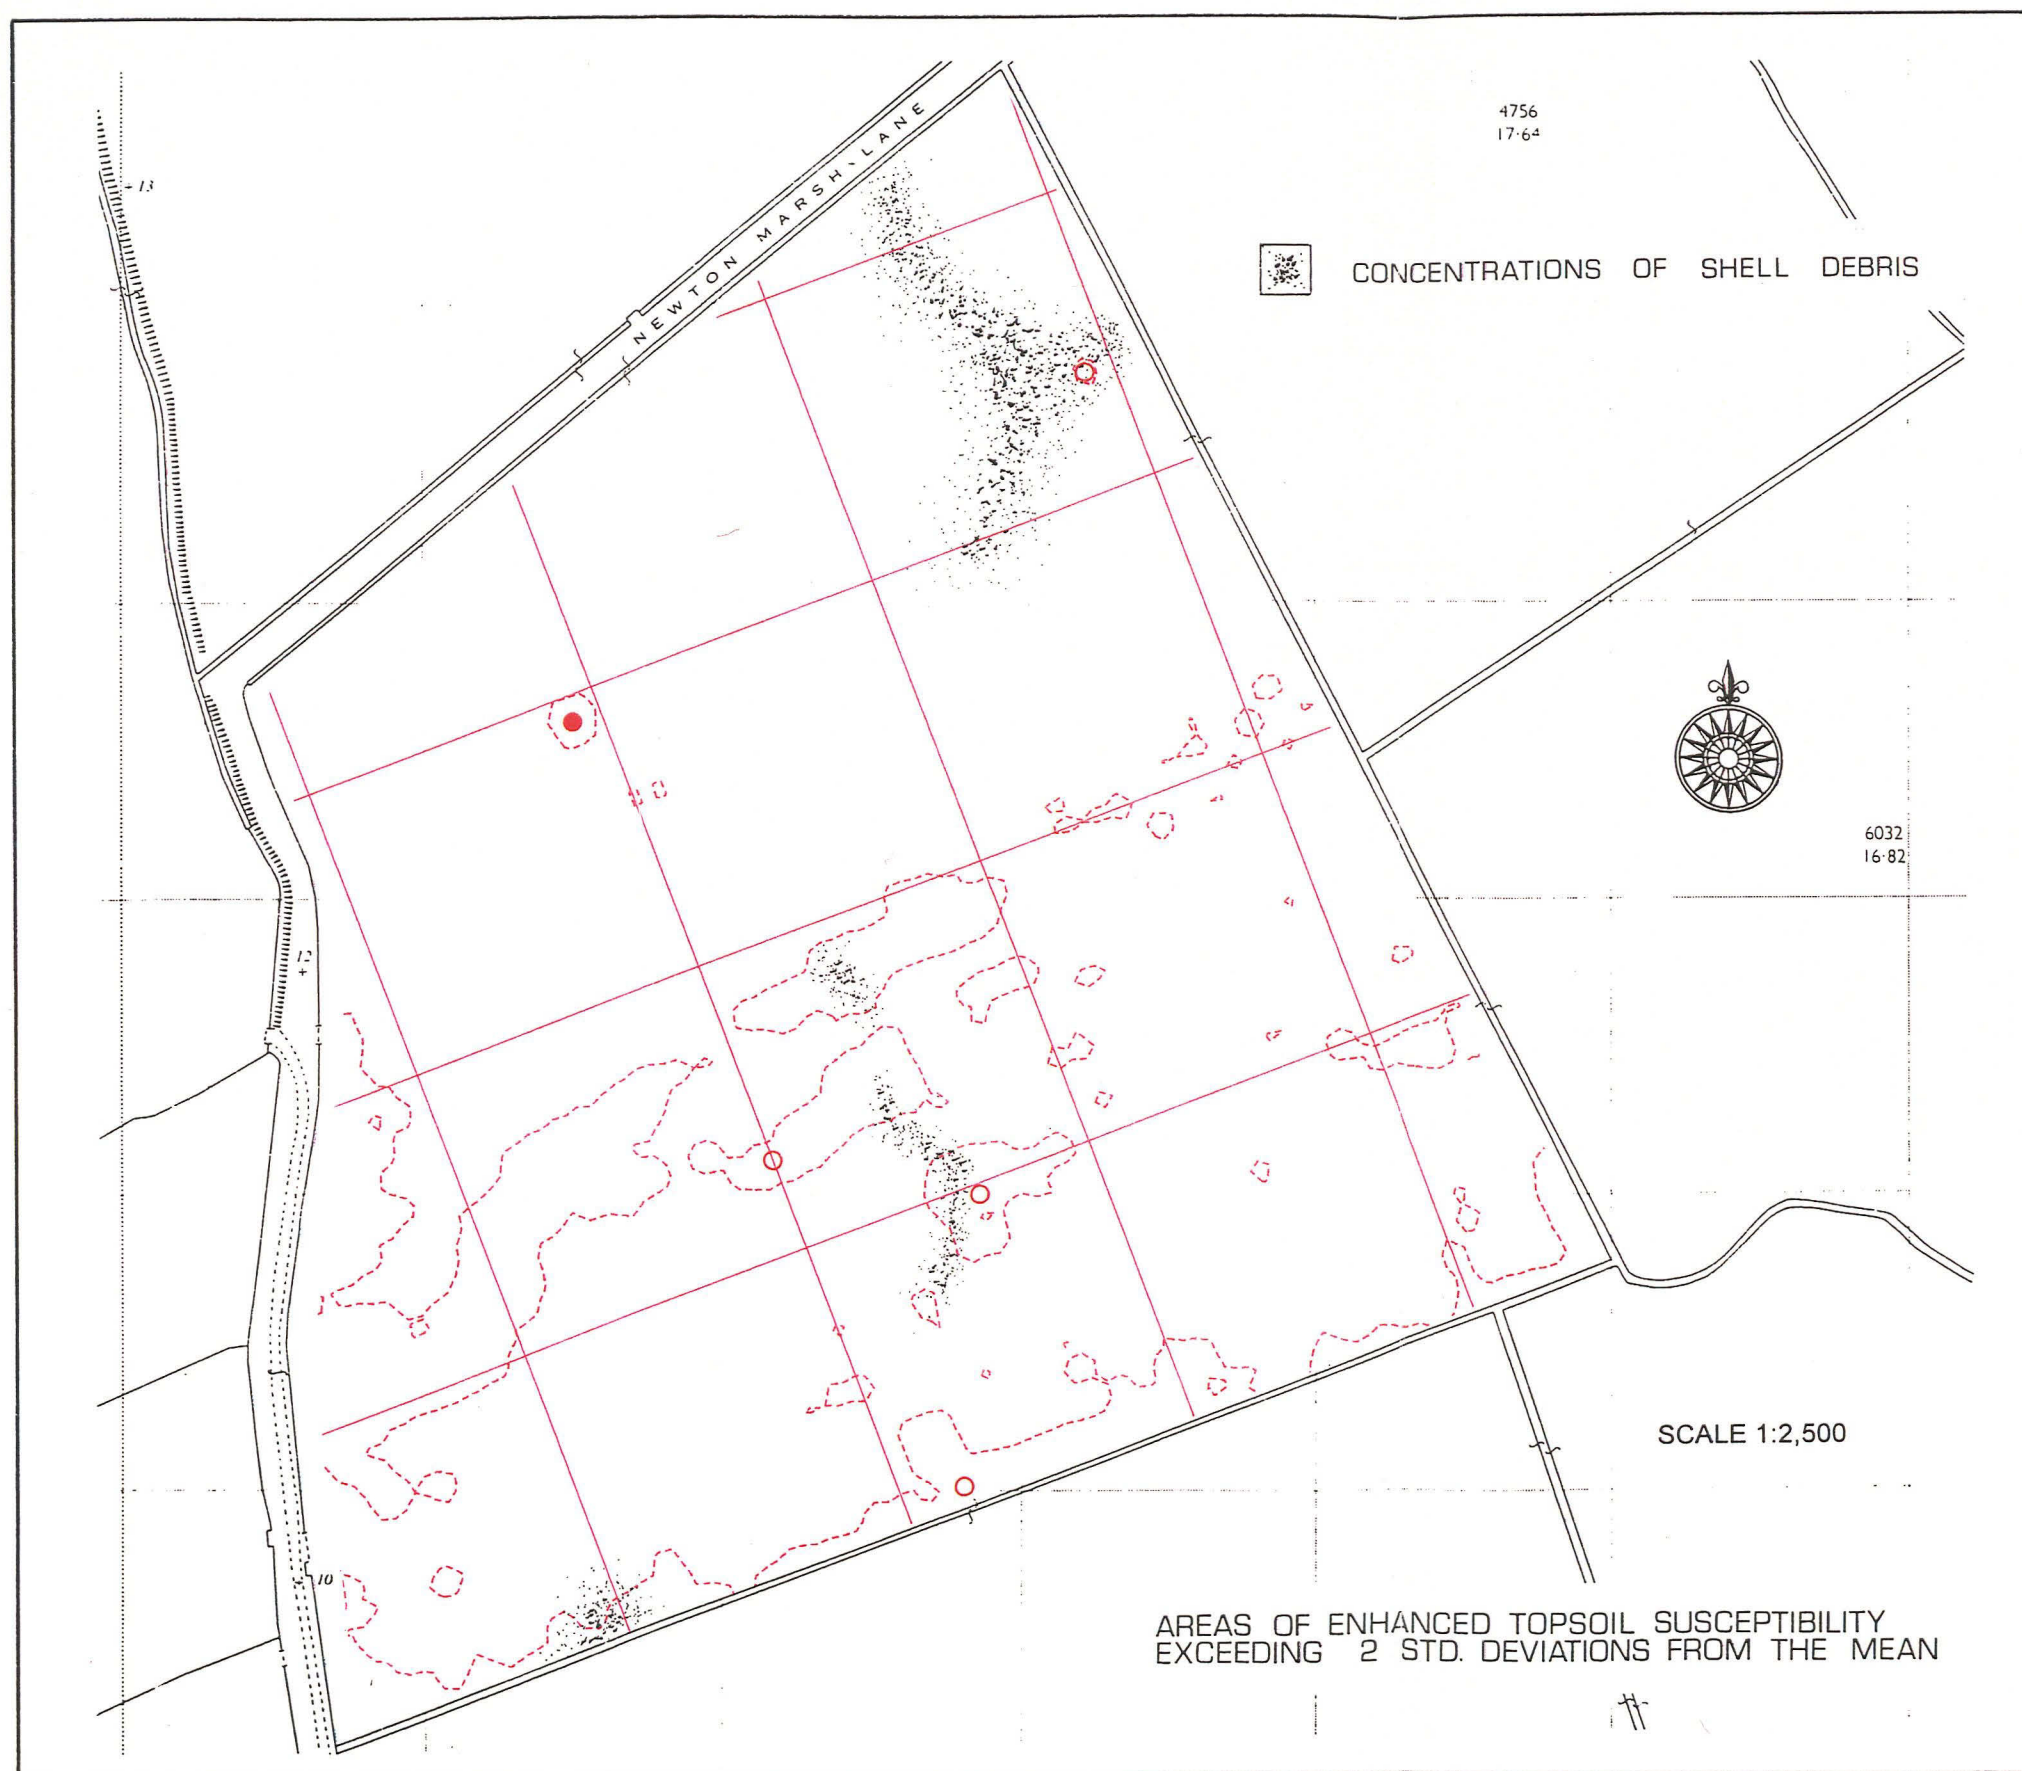 4756
17·64
+ 13
NEWTON MARSH LANE
CONCENTRATIONS OF SHELL DEBRIS
6032
16·82
12
+
SCALE 1:2,500
+ 10
AREAS OF ENHANCED TOPSOIL SUSCEPTIBILITY
EXCEEDING 2 STD. DEVIATIONS FROM THE MEAN